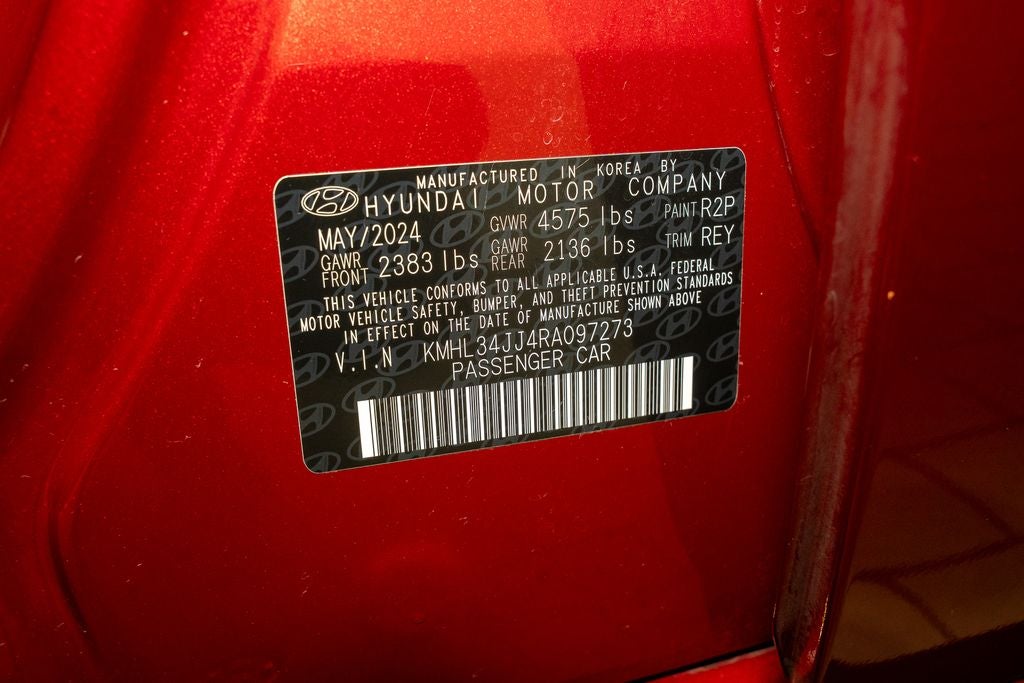 MANUFACTURED IN KOREA BY
HYUNDAI MOTOR COMPANY
MAY/2024 GVWR 4575 lbs PAINT R2P
GAWR FRONT 2383 lbs GAWR REAR 2136 lbs TRIM REY
THIS VEHICLE CONFORMS TO ALL APPLICABLE U.S.A. FEDERAL
MOTOR VEHICLE SAFETY, BUMPER, AND THEFT PREVENTION STANDARDS
IN EFFECT ON THE DATE OF MANUFACTURE SHOWN ABOVE
V.I.N KMHL34JJ4RA097273
PASSENGER CAR